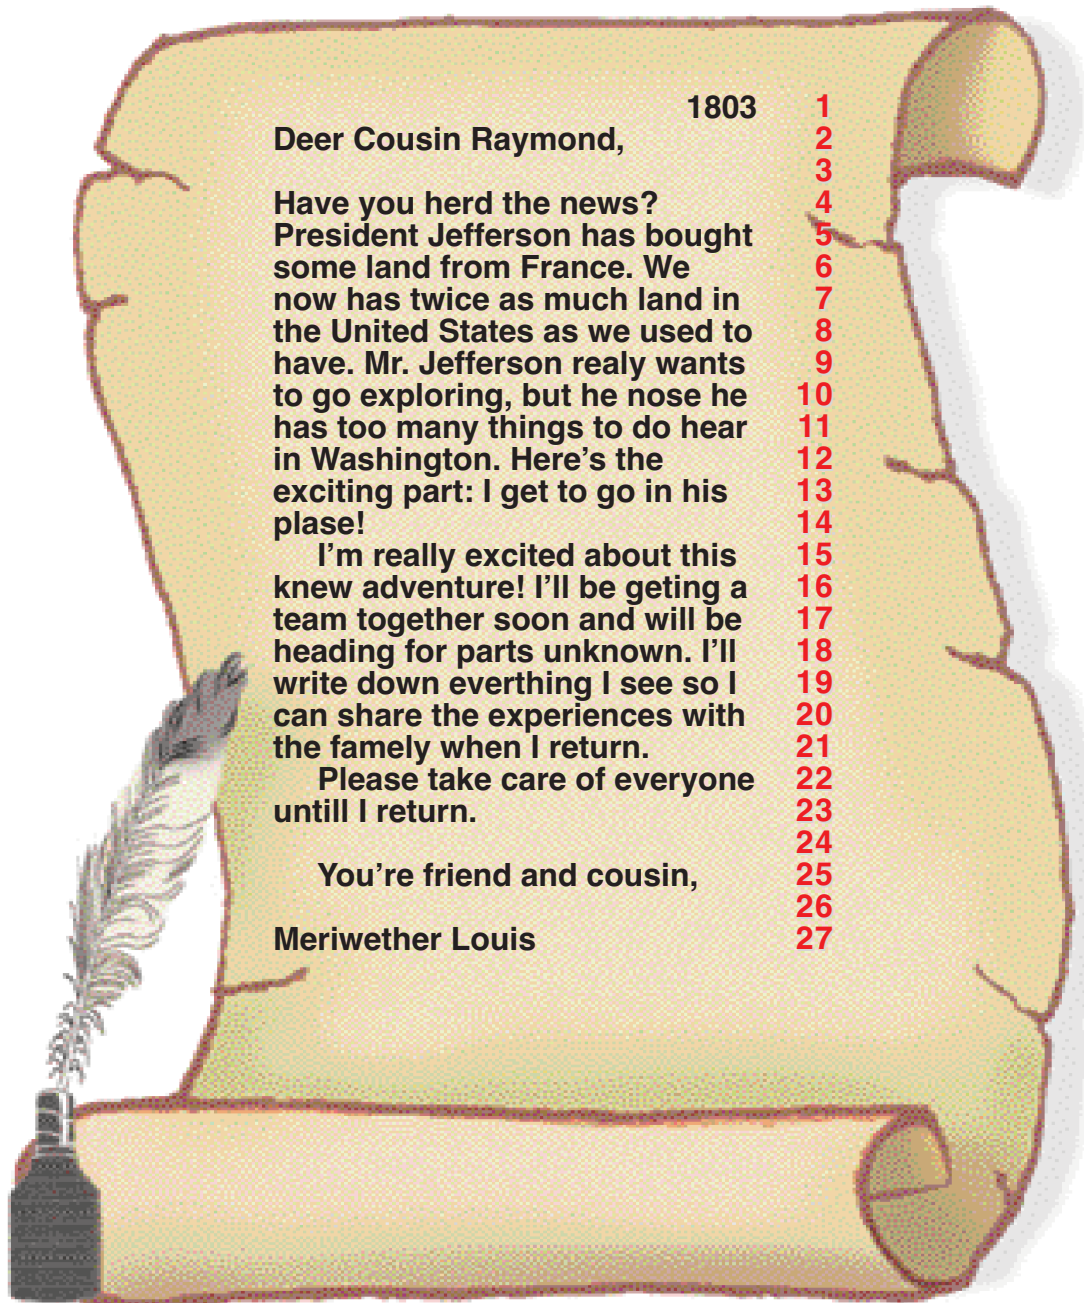 1803 1
Deer Cousin Raymond, 2
3
Have you herd the news? 4
President Jefferson has bought 5
some land from France. We 6
now has twice as much land in 7
the United States as we used to 8
have. Mr. Jefferson realy wants 9
to go exploring, but he nose he 10
has too many things to do hear 11
in Washington. Here’s the 12
exciting part: I get to go in his 13
plase! 14
I’m really excited about this 15
knew adventure! I’ll be geting a 16
team together soon and will be 17
heading for parts unknown. I’ll 18
write down everthing I see so I 19
can share the experiences with 20
the famely when I return. 21
Please take care of everyone 22
untill I return. 23
24
You’re friend and cousin, 25
26
Meriwether Louis 27